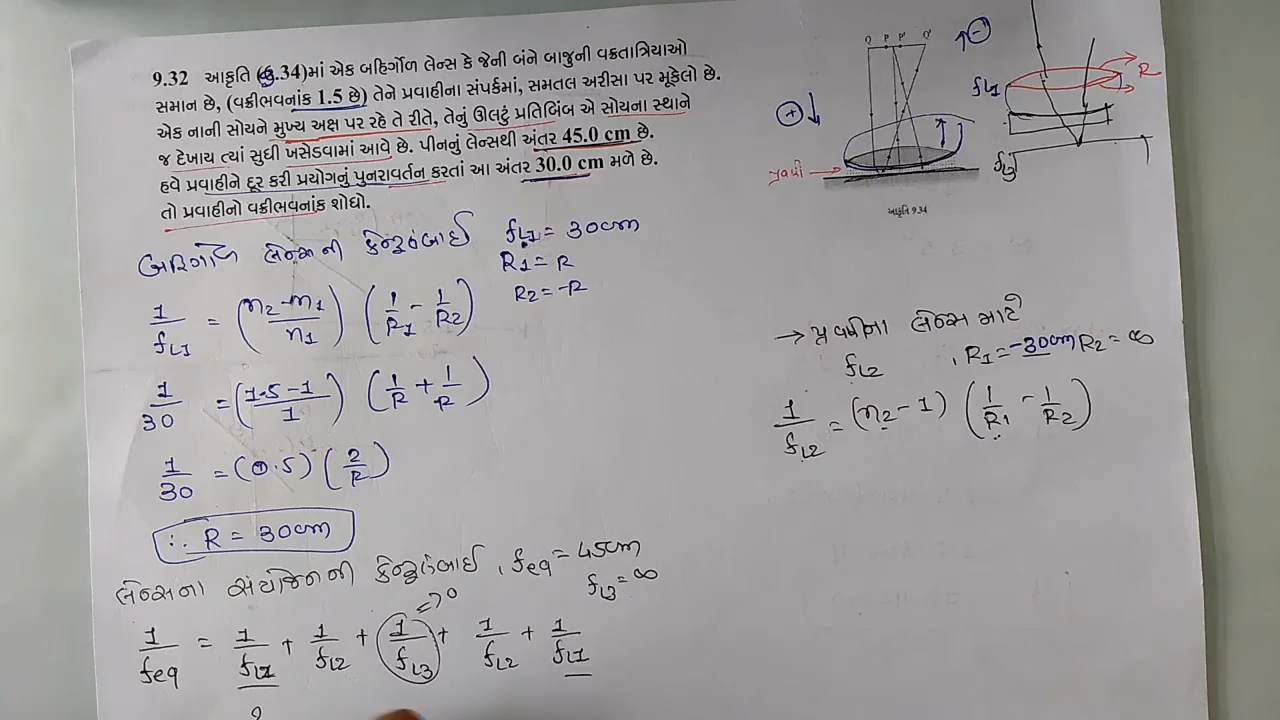 9.32 આકૃતિ (9.34)માં એક બહિર્ગોળ લેન્સ કે જેની બંને બાજુની વક્રતાત્રિયાઓ
સમાન છે, (વક્રીભવનાંક 1.5 છે) તેને પ્રવાહીના સંપર્કમાં, સમતલ અરીસા પર મૂકેલો છે.
એક નાની સોયને મુખ્ય અક્ષ પર રહે તે રીતે, તેનું ઊલટું પ્રતિબિંબ એ સોયના સ્થાને
જ દેખાય ત્યાં સુધી ખસેડવામાં આવે છે. પીનનું લેન્સથી અંતર 45.0 cm છે.
હવે પ્રવાહીને દૂર કરી પ્રયોગનું પુનરાવર્તન કરતાં આ અંતર 30.0 cm મળે છે.
તો પ્રવાહીનો વક્રીભવનાંક શોધો.
Q P P' Q'
↑ -
+ ↓
પ્રવાહી
આકૃતિ 9.34
fL1
R
fL3
બહિર્ગોળ લેન્સની કેન્દ્રલંબાઈ fL1 = 30cm
R1 = R
R2 = -R
1/fL1 = (n2 - n1 / n1) (1/R1 - 1/R2)
1/30 = (1.5 - 1 / 1) (1/R + 1/R)
1/30 = (0.5) (2/R)
∴ R = 30cm
લેન્સના સંયોજનની કેન્દ્રલંબાઈ, feq = 45cm
fL3 = ∞
=> 0
1/feq = 1/fL1 + 1/fL2 + 1/fL3 + 1/fL2 + 1/fL1
2
→ પ્રવાહીના લેન્સ માટે
fL2 , R1 = -30cm R2 = ∞
1/fL2 = (n2 - 1) (1/R1 - 1/R2)